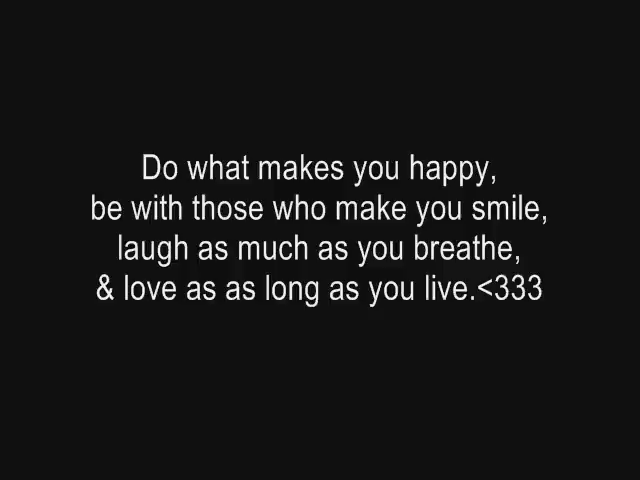 Do what makes you happy,
be with those who make you smile,
laugh as much as you breathe,
& love as as long as you live.<333